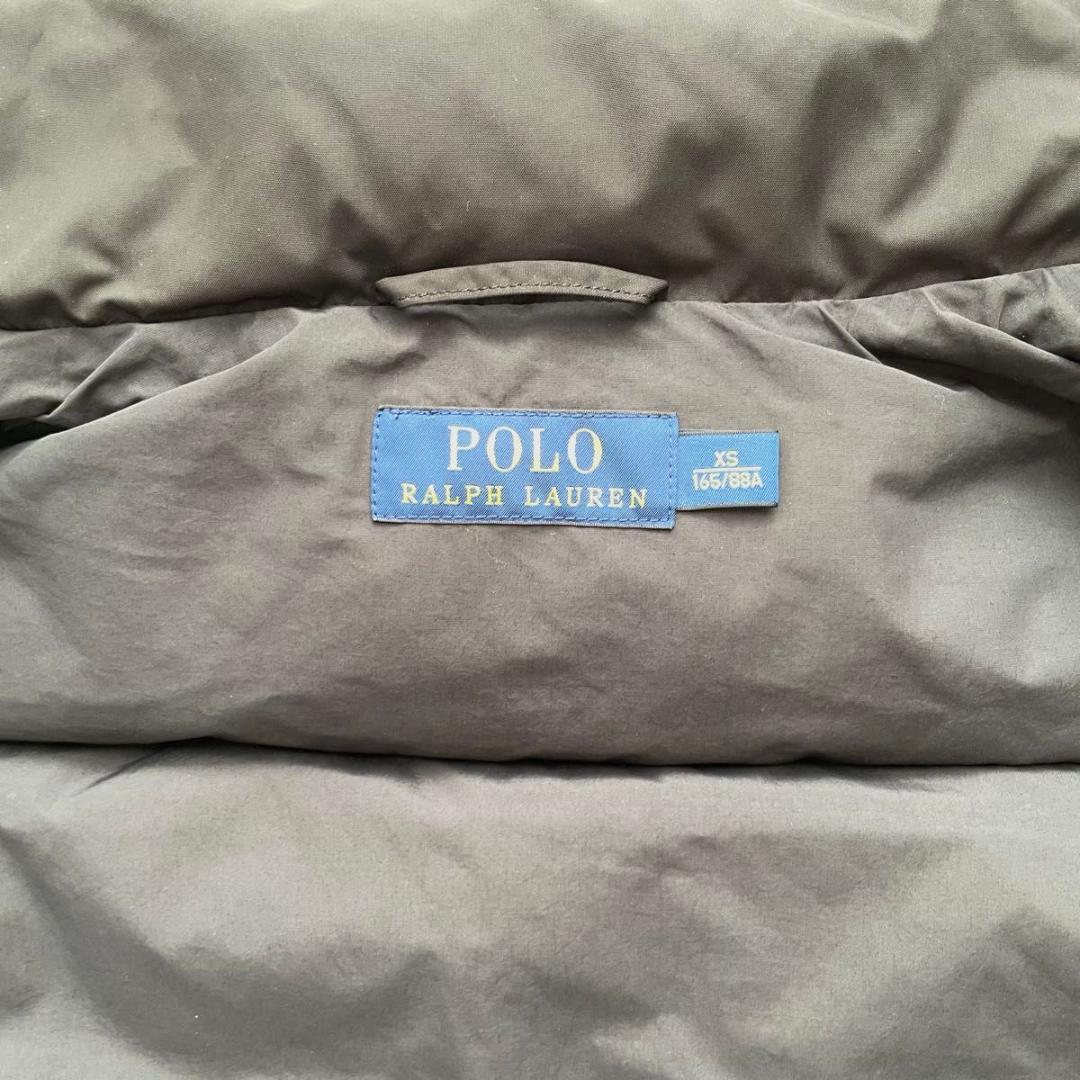 POLO
RALPH LAUREN
XS
165/88A